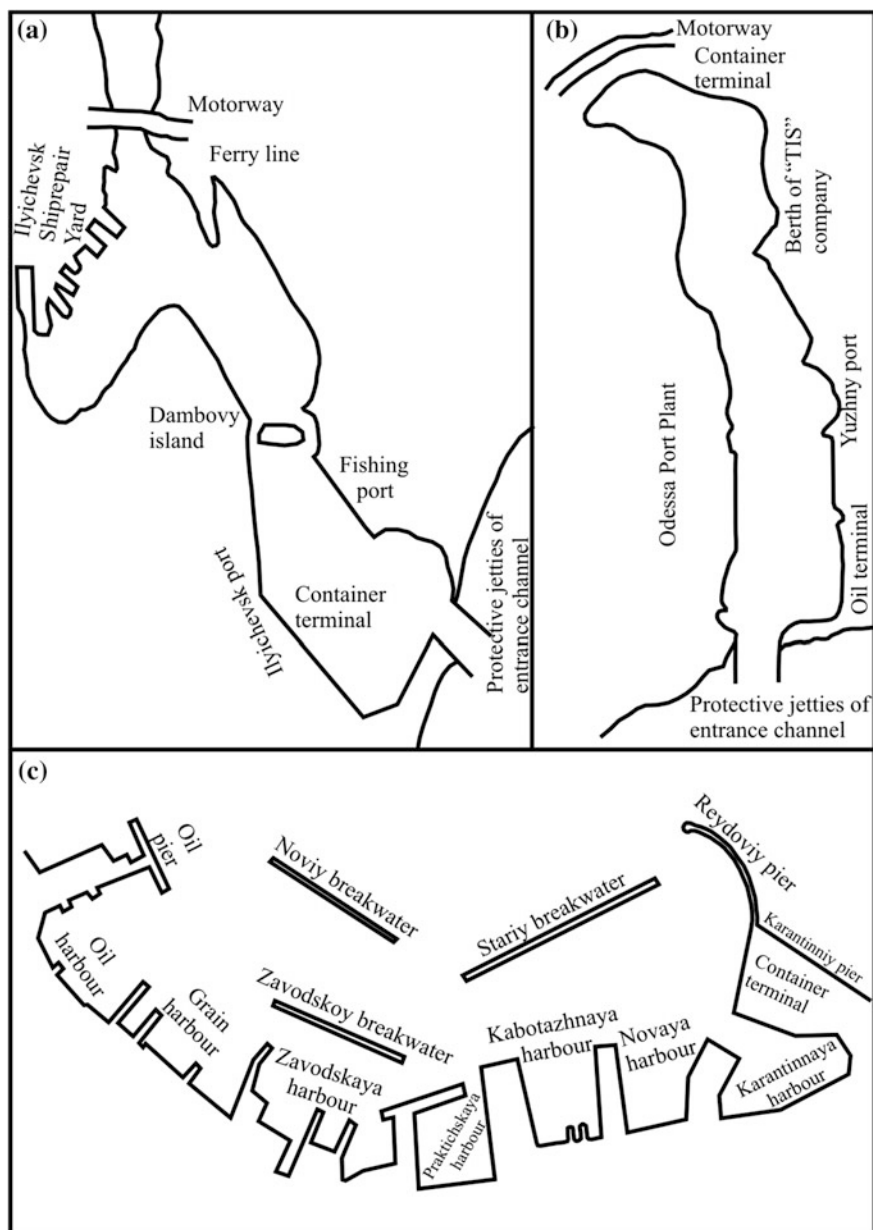 (a)
Motorway
Ferry line
Ilyichevsk
Shiprepair
Yard
Dambovy
island
Fishing
port
Ilyichevsk port
Container
terminal
Protective jetties of
entrance channel
(b)
Motorway
Container
terminal
Berth of "TIS"
company
Yuzhny port
Odessa Port Plant
Oil terminal
Protective jetties of
entrance channel
(c)
Oil
pier
Noviy breakwater
Reydoviy pier
Stariy breakwater
Karantinniy pier
Oil
harbour
Container
terminal
Grain
harbour
Zavodskoy breakwater
Kabotazhnaya
harbour
Novaya
harbour
Zavodskaya
harbour
Karantinnaya
harbour
Praktichskaya
harbour